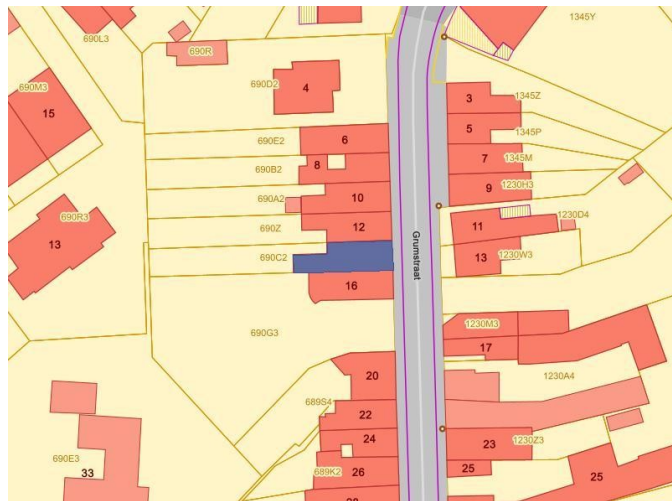 1345Y
690L3
690R
690M3
15
690D2
4
3
1345Z
5
1345P
690E2
6
7
1345M
8
690B2
9
1230H3
690A2
10
690R3
13
690Z
12
11
1230D4
Grumstraat
690C2
13
1230W3
16
1230M3
690G3
17
20
1230A4
689S4
22
24
23
1230Z3
690E3
33
689K2
26
25
25